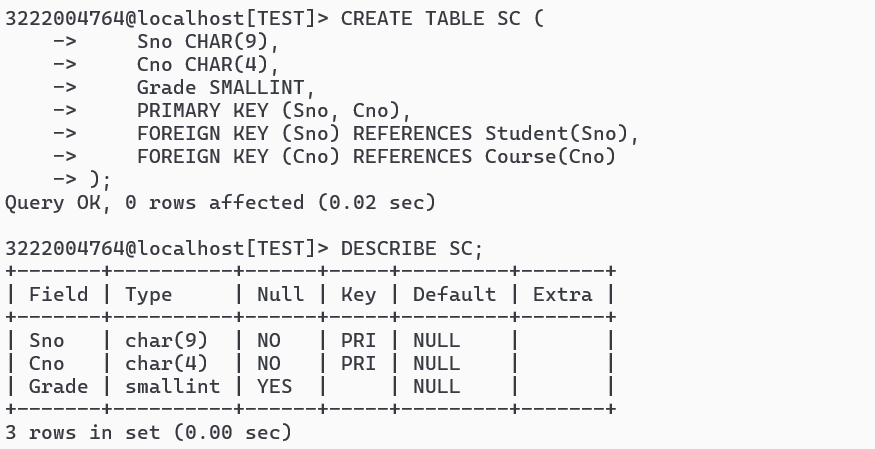 3222004764@localhost[TEST]> CREATE TABLE SC (
    ->     Sno CHAR(9),
    ->     Cno CHAR(4),
    ->     Grade SMALLINT,
    ->     PRIMARY KEY (Sno, Cno),
    ->     FOREIGN KEY (Sno) REFERENCES Student(Sno),
    ->     FOREIGN KEY (Cno) REFERENCES Course(Cno)
    -> );
Query OK, 0 rows affected (0.02 sec)

3222004764@localhost[TEST]> DESCRIBE SC;
+-------+----------+------+-----+---------+-------+
| Field | Type     | Null | Key | Default | Extra |
+-------+----------+------+-----+---------+-------+
| Sno   | char(9)  | NO   | PRI | NULL    |       |
| Cno   | char(4)  | NO   | PRI | NULL    |       |
| Grade | smallint | YES  |     | NULL    |       |
+-------+----------+------+-----+---------+-------+
3 rows in set (0.00 sec)